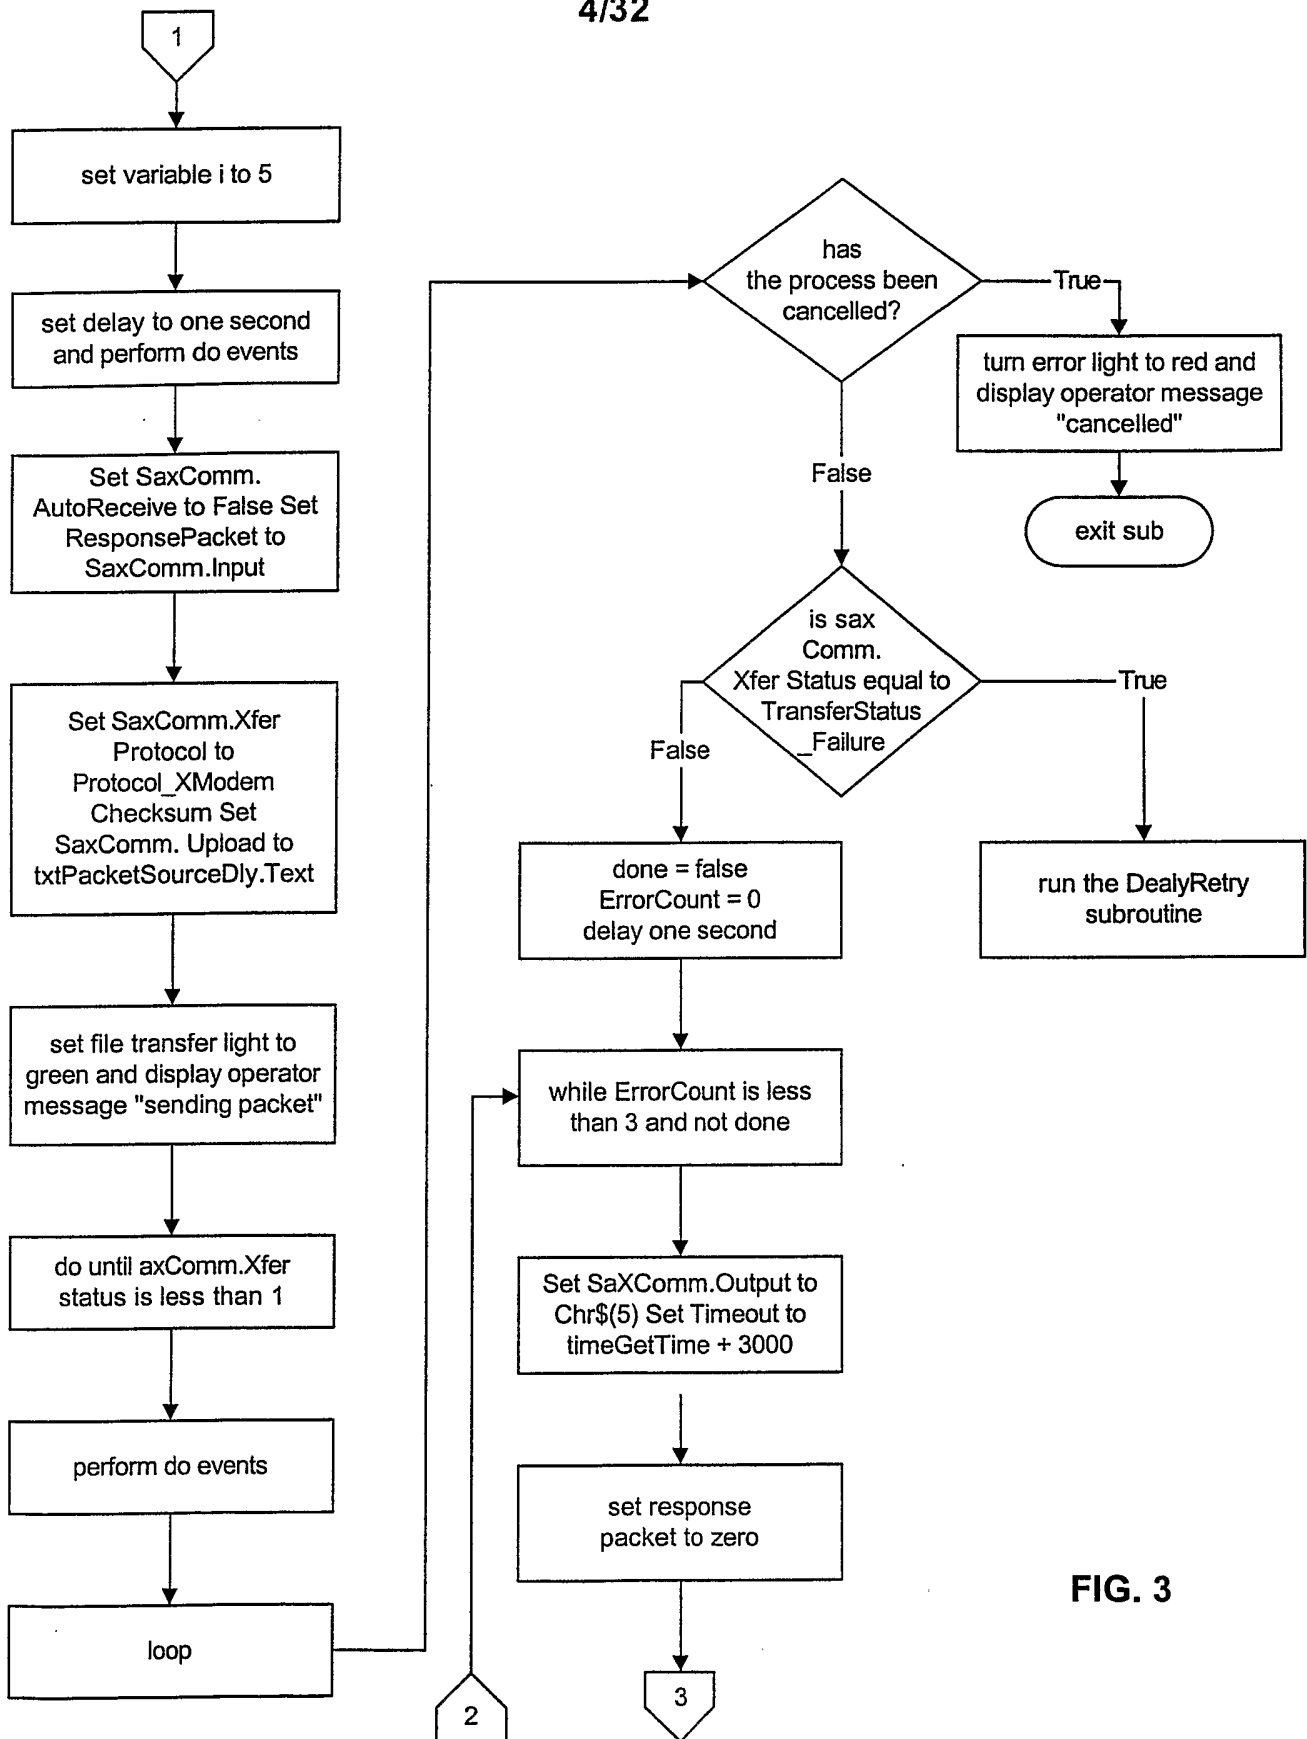 4/32
1
set variable i to 5
set delay to one second
and perform do events
Set SaxComm.
AutoReceive to False Set
ResponsePacket to
SaxComm.Input
Set SaxComm.Xfer
Protocol to
Protocol_XModem
Checksum Set
SaxComm. Upload to
txtPacketSourceDly.Text
set file transfer light to
green and display operator
message "sending packet"
do until axComm.Xfer
status is less than 1
perform do events
loop
has
the process been
cancelled?
True
turn error light to red and
display operator message
"cancelled"
exit sub
False
is sax
Comm.
Xfer Status equal to
TransferStatus
_Failure
True
run the DealyRetry
subroutine
False
done = false
ErrorCount = 0
delay one second
while ErrorCount is less
than 3 and not done
Set SaXComm.Output to
Chr$(5) Set Timeout to
timeGetTime + 3000
set response
packet to zero
2
3
FIG. 3